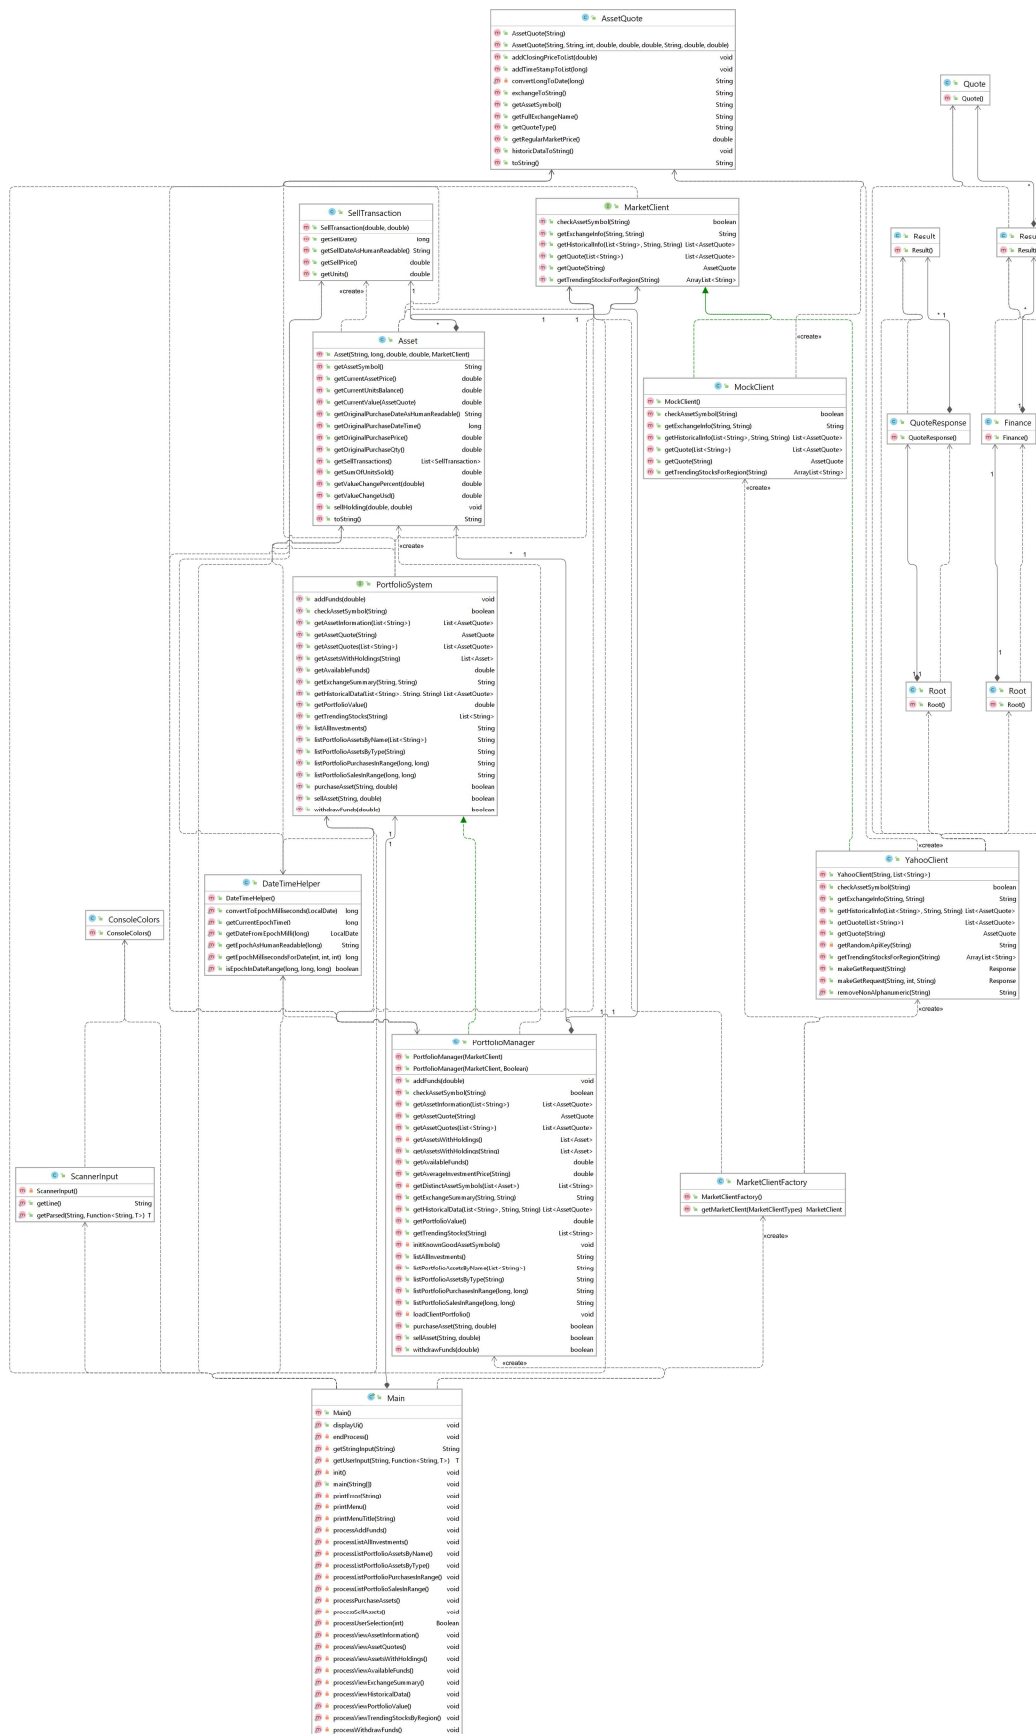 AssetQuote
AssetQuote(String)
AssetQuote(String, String, int, double, double, double, String, double, double)
addClosingPriceToList(double) void
addTimeStampToList(long) void
convertLongToDate(long) String
exchangeToString() String
getAssetSymbol() String
getFullExchangeName() String
getQuoteType() String
getRegularMarketPrice() double
historicDataToString() void
toString() String
Quote
Quote()
SellTransaction
SellTransaction(double, double)
getSellDate() long
getSellDateAsHumanReadable() String
getSellPrice() double
getUnits() double
MarketClient
checkAssetSymbol(String) boolean
getExchangeInfo(String, String) String
getHistoricalInfo(List<String>, String, String) List<AssetQuote>
getQuote(List<String>) List<AssetQuote>
getQuote(String) AssetQuote
getTrendingStocksForRegion(String) ArrayList<String>
*
Result
Result()
Resu
Result(
«create»
1
*
1
1
«create»
* 1
*
Asset
Asset(String, long, double, double, MarketClient)
getAssetSymbol() String
getCurrentAssetPrice() double
getCurrentUnitsBalance() double
getCurrentValue(AssetQuote) double
getOriginalPurchaseDateAsHumanReadable() String
getOriginalPurchaseDateTime() long
getOriginalPurchasePrice() double
getOriginalPurchaseQty() double
getSellTransactions() List<SellTransaction>
getSumOfUnitsSold() double
getValueChangePercent(double) double
getValueChangeUsd() double
sellHolding(double, double) void
toString() String
MockClient
MockClient()
checkAssetSymbol(String) boolean
getExchangeInfo(String, String) String
getHistoricalInfo(List<String>, String, String) List<AssetQuote>
getQuote(List<String>) List<AssetQuote>
getQuote(String) AssetQuote
getTrendingStocksForRegion(String) ArrayList<String>
QuoteResponse
QuoteResponse()
1
Finance
Finance()
1
«create»
«create»
* 1
PortfolioSystem
addFunds(double) void
checkAssetSymbol(String) boolean
getAssetInformation(List<String>) List<AssetQuote>
getAssetQuote(String) AssetQuote
getAssetQuotes(List<String>) List<AssetQuote>
getAssetsWithHoldings(String) List<Asset>
getAvailableFunds() double
getExchangeSummary(String, String) String
getHistoricalData(List<String>, String, String) List<AssetQuote>
getPortfolioValue() double
getTrendingStocks(String) List<String>
listAllInvestments() String
listPortfolioAssetsByName(List<String>) String
listPortfolioAssetsByType(String) String
listPortfolioPurchasesInRange(long, long) String
listPortfolioSalesInRange(long, long) String
purchaseAsset(String, double) boolean
sellAsset(String, double) boolean
withdrawFunds(double) boolean
1
1 1
Root
Root()
Root
Root()
1
1
«create»
YahooClient
YahooClient(String, List<String>)
checkAssetSymbol(String) boolean
getExchangeInfo(String, String) String
getHistoricalInfo(List<String>, String, String) List<AssetQuote>
getQuote(List<String>) List<AssetQuote>
getQuote(String) AssetQuote
getRandomApiKey(String) String
getTrendingStocksForRegion(String) ArrayList<String>
makeGetRequest(String) Response
makeGetRequest(String, int, String) Response
removeNonAlphanumeric(String) String
«create»
DateTimeHelper
DateTimeHelper()
convertToEpochMilliseconds(LocalDate) long
getCurrentEpochTime() long
getDateFromEpochMilli(long) LocalDate
getEpochAsHumanReadable(long) String
getEpochMillisecondsForDate(int, int, int) long
isEpochInDateRange(long, long, long) boolean
ConsoleColors
ConsoleColors()
1 1
PortfolioManager
PortfolioManager(MarketClient)
PortfolioManager(MarketClient, Boolean)
addFunds(double) void
checkAssetSymbol(String) boolean
getAssetInformation(List<String>) List<AssetQuote>
getAssetQuote(String) AssetQuote
getAssetQuotes(List<String>) List<AssetQuote>
getAssetsWithHoldings() List<Asset>
getAssetsWithHoldings(String) List<Asset>
getAvailableFunds() double
getAverageInvestmentPrice(String) double
getDistinctAssetSymbols(List<Asset>) List<String>
getExchangeSummary(String, String) String
getHistoricalData(List<String>, String, String) List<AssetQuote>
getPortfolioValue() double
getTrendingStocks(String) List<String>
initKnownGoodAssetSymbols() void
listAllInvestments() String
listPortfolioAssetsByName(List<String>) String
listPortfolioAssetsByType(String) String
listPortfolioPurchasesInRange(long, long) String
listPortfolioSalesInRange(long, long) String
loadClientPortfolio() void
purchaseAsset(String, double) boolean
sellAsset(String, double) boolean
withdrawFunds(double) boolean
ScannerInput
ScannerInput()
getLine() String
getParsed(String, Function<String, T>) T
MarketClientFactory
MarketClientFactory()
getMarketClient(MarketClientTypes) MarketClient
«create»
«create»
Main
Main()
displayUi() void
endProcess() void
getStringInput(String) String
getUserInput(String, Function<String, T>) T
init() void
main(String[]) void
printError(String) void
printMenu() void
printMenuTitle(String) void
processAddFunds() void
processListAllInvestments() void
processListPortfolioAssetsByName() void
processListPortfolioAssetsByType() void
processListPortfolioPurchasesInRange() void
processListPortfolioSalesInRange() void
processPurchaseAssets() void
processSellAssets() void
processUserSelection(int) Boolean
processViewAssetInformation() void
processViewAssetQuotes() void
processViewAssetsWithHoldings() void
processViewAvailableFunds() void
processViewExchangeSummary() void
processViewHistoricalData() void
processViewPortfolioValue() void
processViewTrendingStocksByRegion() void
processWithdrawFunds() void